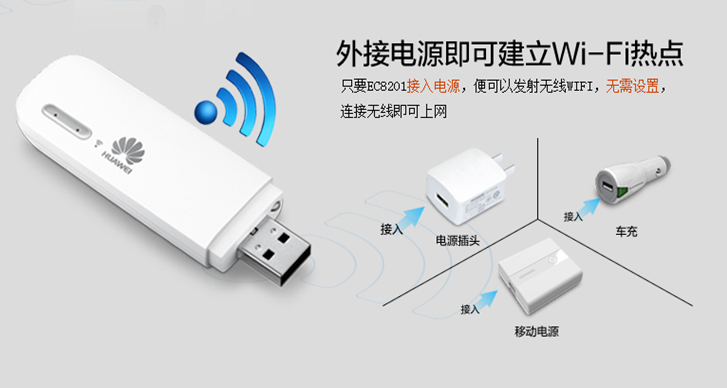 外接电源即可建立Wi-Fi热点
只要EC8201接入电源，便可以发射无线WIFI，无需设置，
连接无线即可上网
HUAWEI
接入
电源插头
接入
车充
接入
移动电源